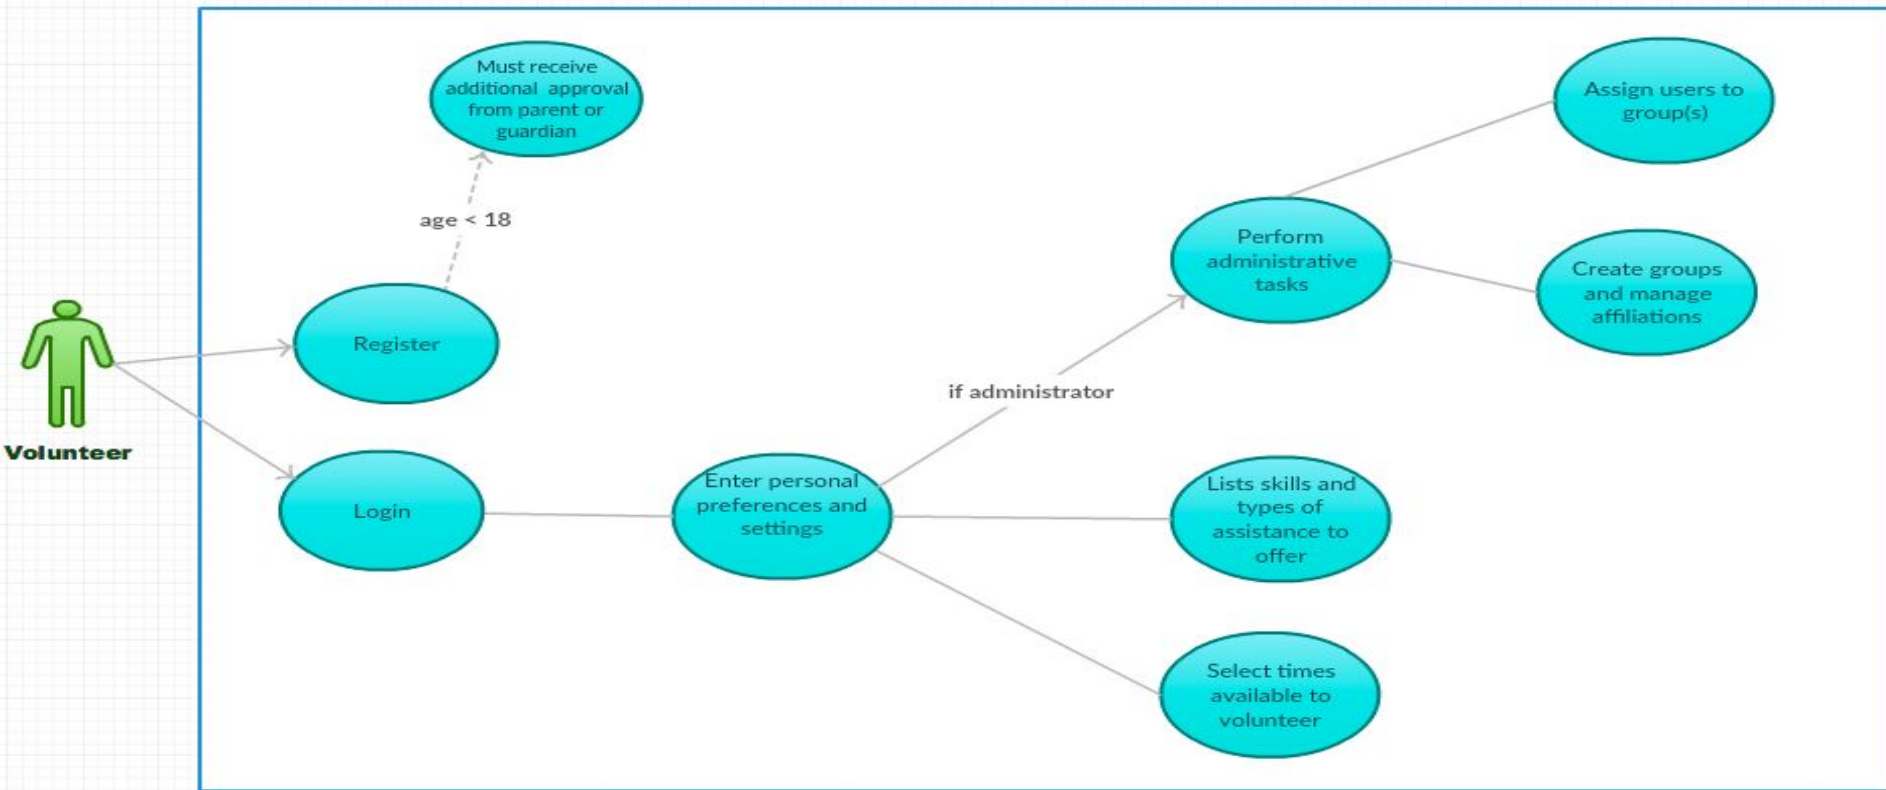 Must receive
additional approval
from parent or
guardian
Assign users to
group(s)
age < 18
Perform
administrative
tasks
Create groups
and manage
affiliations
Register
if administrator
Volunteer
Login
Enter personal
preferences and
settings
Lists skills and
types of
assistance to
offer
Select times
available to
volunteer